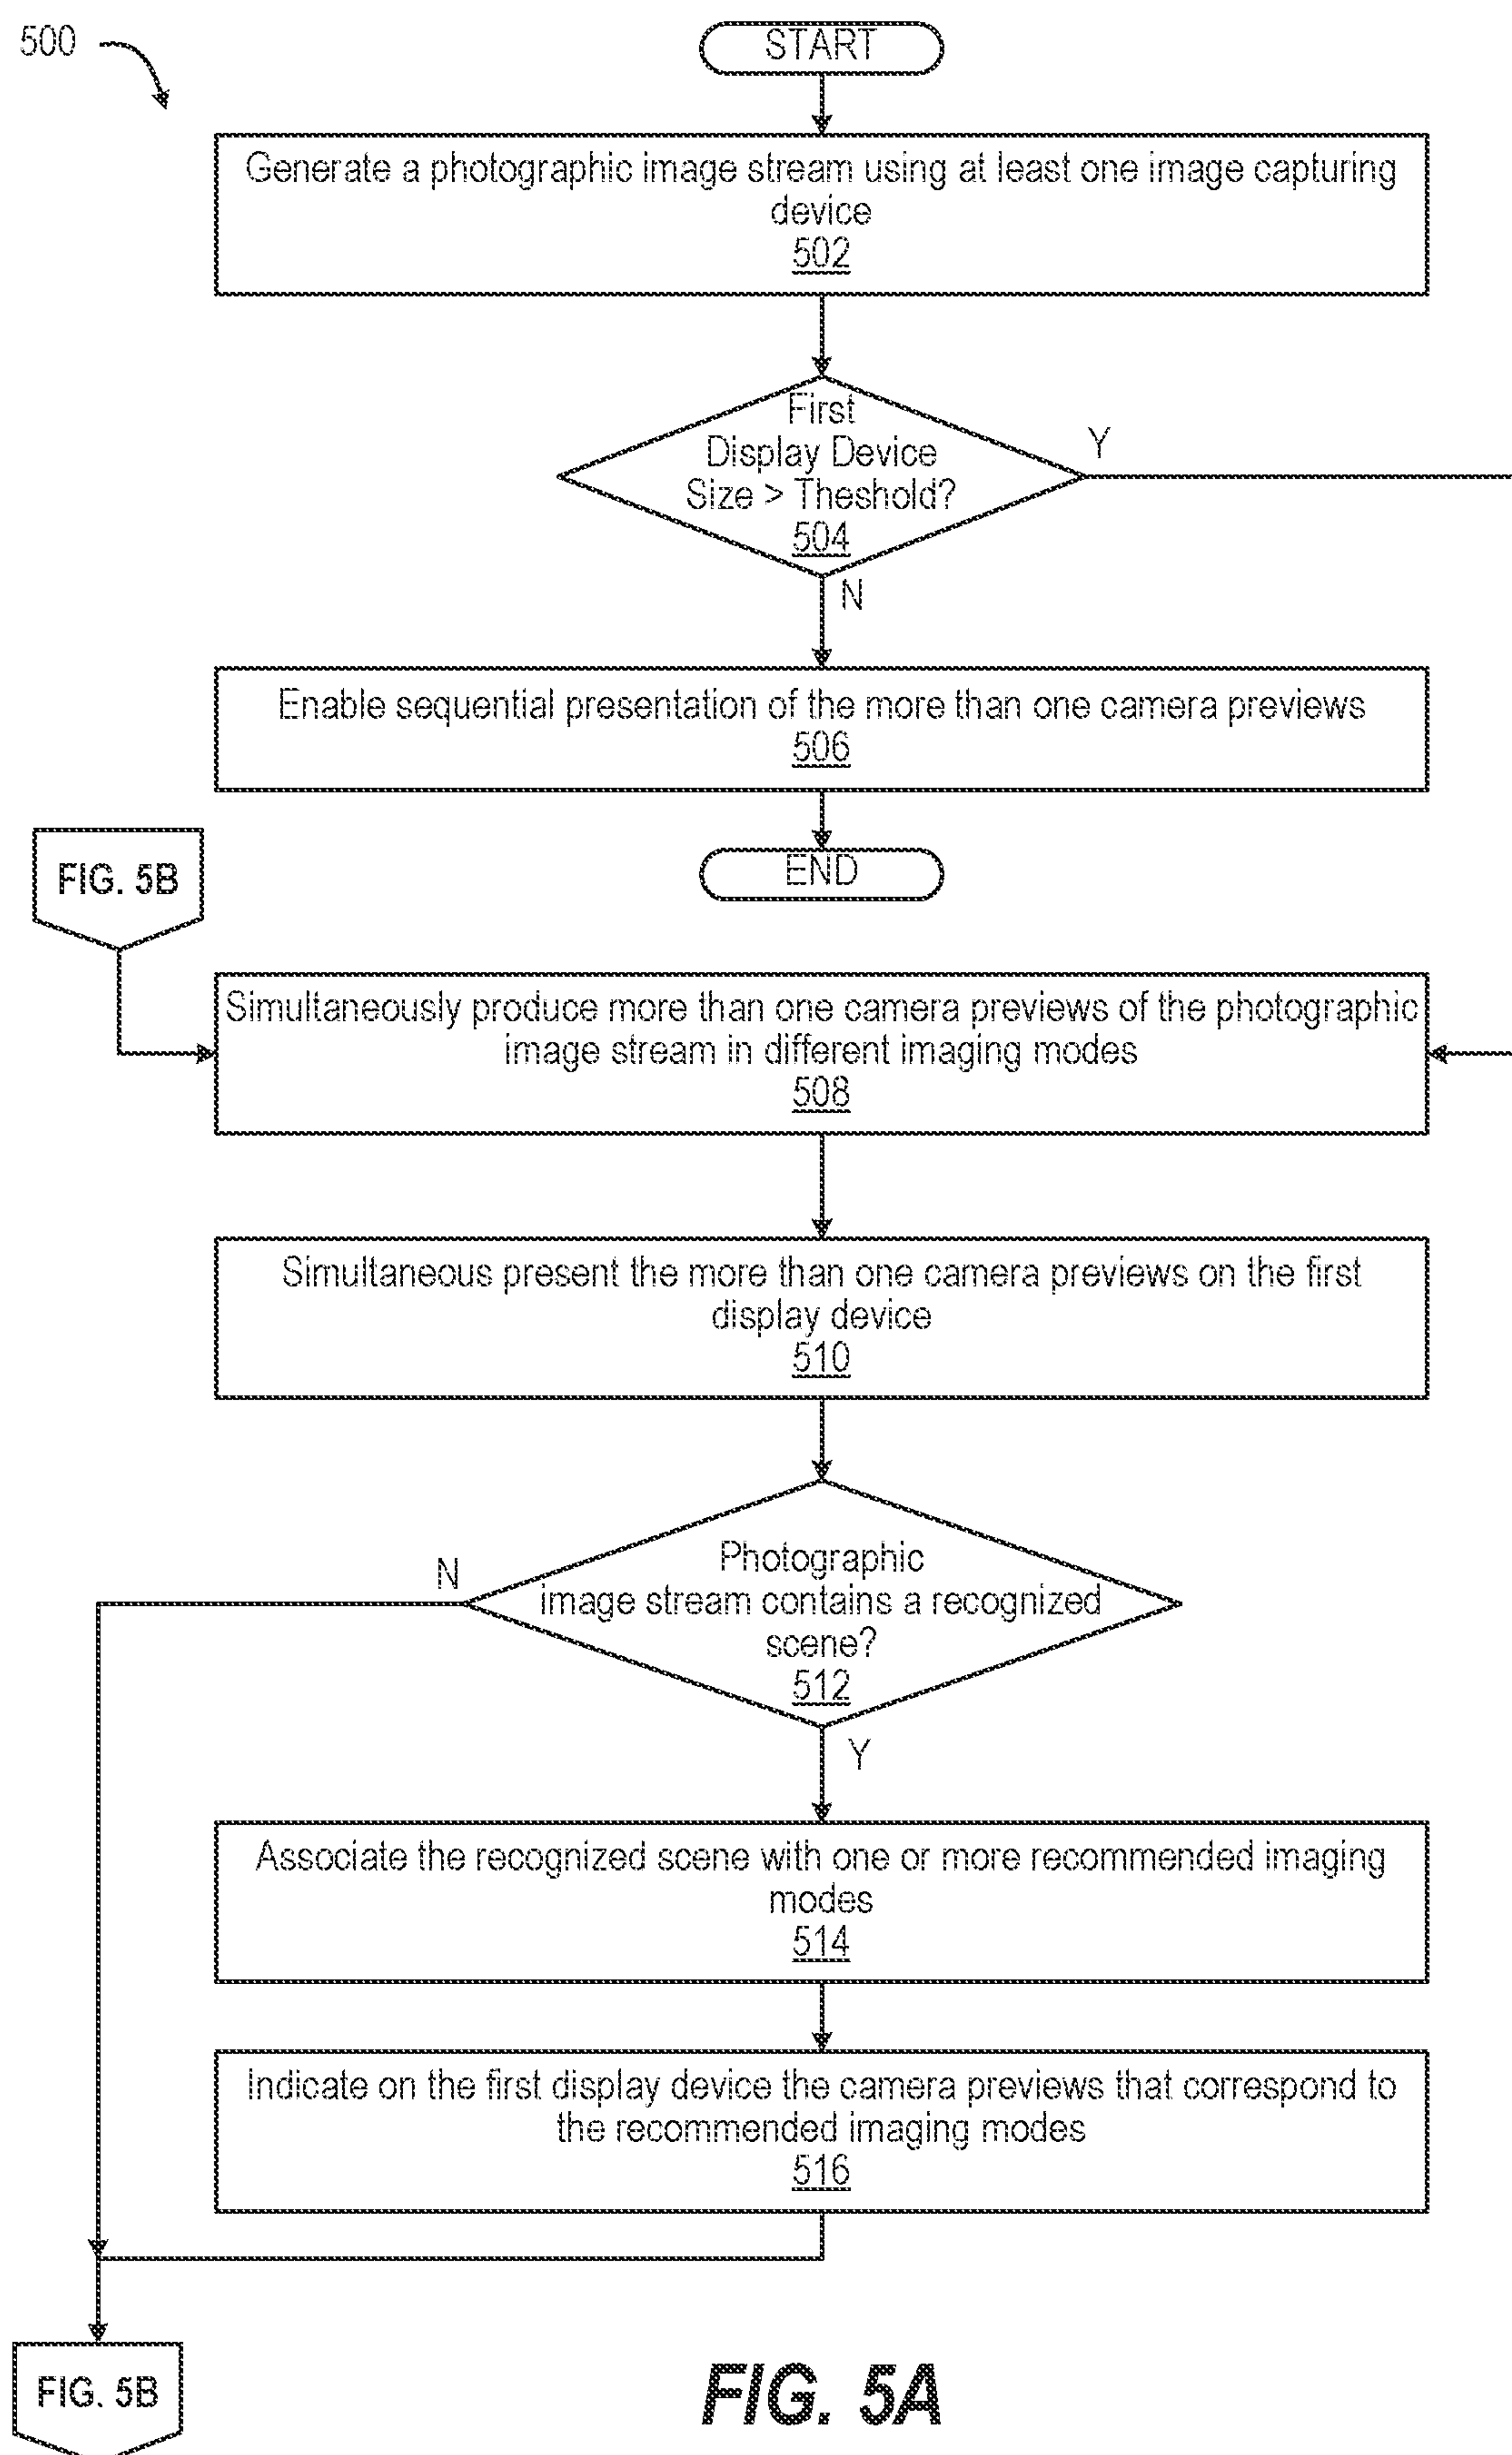 500
START
Generate a photographic image stream using at least one image capturing
device
502
First
Display Device
Size > Theshold?
504
Y
N
Enable sequential presentation of the more than one camera previews
506
END
FIG. 5B
Simultaneously produce more than one camera previews of the photographic
image stream in different imaging modes
508
Simultaneous present the more than one camera previews on the first
display device
510
Photographic
image stream contains a recognized
scene?
512
N
Y
Associate the recognized scene with one or more recommended imaging
modes
514
Indicate on the first display device the camera previews that correspond to
the recommended imaging modes
516
FIG. 5B
FIG. 5A